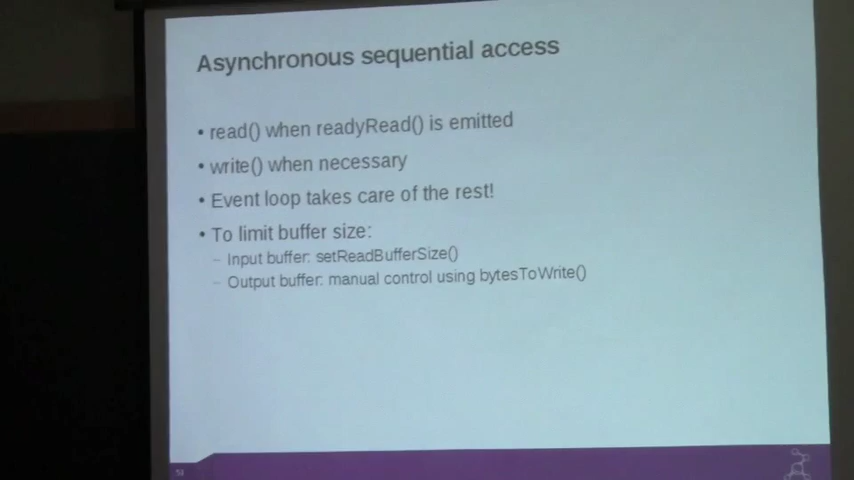 Asynchronous sequential access
• read() when readyRead() is emitted
• write() when necessary
• Event loop takes care of the rest!
• To limit buffer size:
– Input buffer: setReadBufferSize()
– Output buffer: manual control using bytesToWrite()